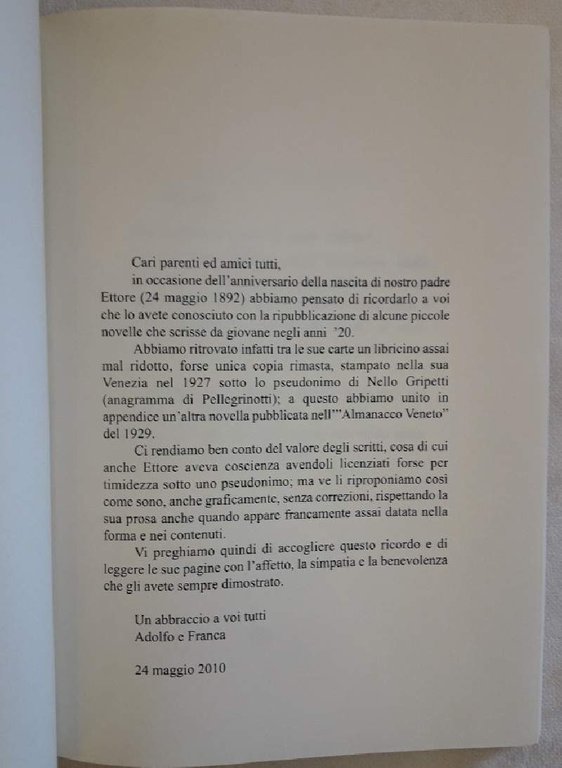 Cari parenti ed amici tutti,
in occasione dell'anniversario della nascita di nostro padre
Ettore (24 maggio 1892) abbiamo pensato di ricordarlo a voi
che lo avete conosciuto con la ripubblicazione di alcune piccole
novelle che scrisse da giovane negli anni '20.
Abbiamo ritrovato infatti tra le sue carte un libricino assai
mal ridotto, forse unica copia rimasta, stampato nella sua
Venezia nel 1927 sotto lo pseudonimo di Nello Gripetti
(anagramma di Pellegrinotti); a questo abbiamo unito in
appendice un'altra novella pubblicata nell'"Almanacco Veneto"
del 1929.
Ci rendiamo ben conto del valore degli scritti, cosa di cui
anche Ettore aveva coscienza avendoli licenziati forse per
timidezza sotto uno pseudonimo; ma ve li riproponiamo così
come sono, anche graficamente, senza correzioni, rispettando la
sua prosa anche quando appare francamente assai datata nella
forma e nei contenuti.
Vi preghiamo quindi di accogliere questo ricordo e di
leggere le sue pagine con l'affetto, la simpatia e la benevolenza
che gli avete sempre dimostrato.
Un abbraccio a voi tutti
Adolfo e Franca
24 maggio 2010